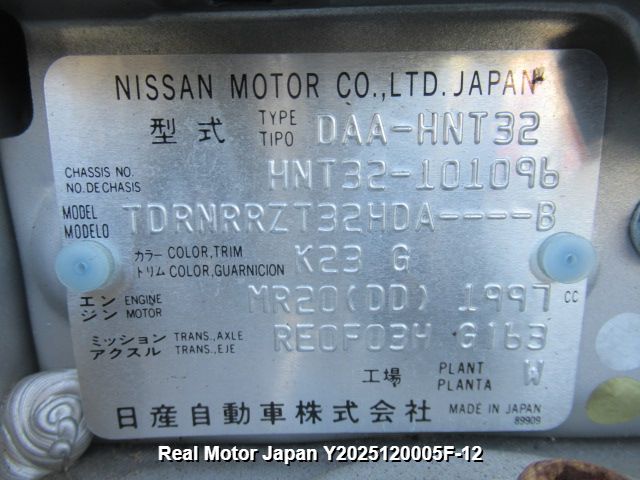 NISSAN MOTOR CO.,LTD. JAPAN
型式 TYPE TIPO DAA-HNT32
CHASSIS NO. NO.DE CHASIS HNT32-101096
MODEL MODELO TDRNRRZT32HDA----B
カラー COLOR,TRIM トリム COLOR,GUARNICION K23 G
エンジン ENGINE MOTOR MR20(DD) 1997 CC
ミッション TRANS.,AXLE アクスル TRANS.,EJE RE0F03H G163
工場 PLANT PLANTA W
日産自動車株式会社 MADE IN JAPAN
89909
Real Motor Japan Y2025120005F-12